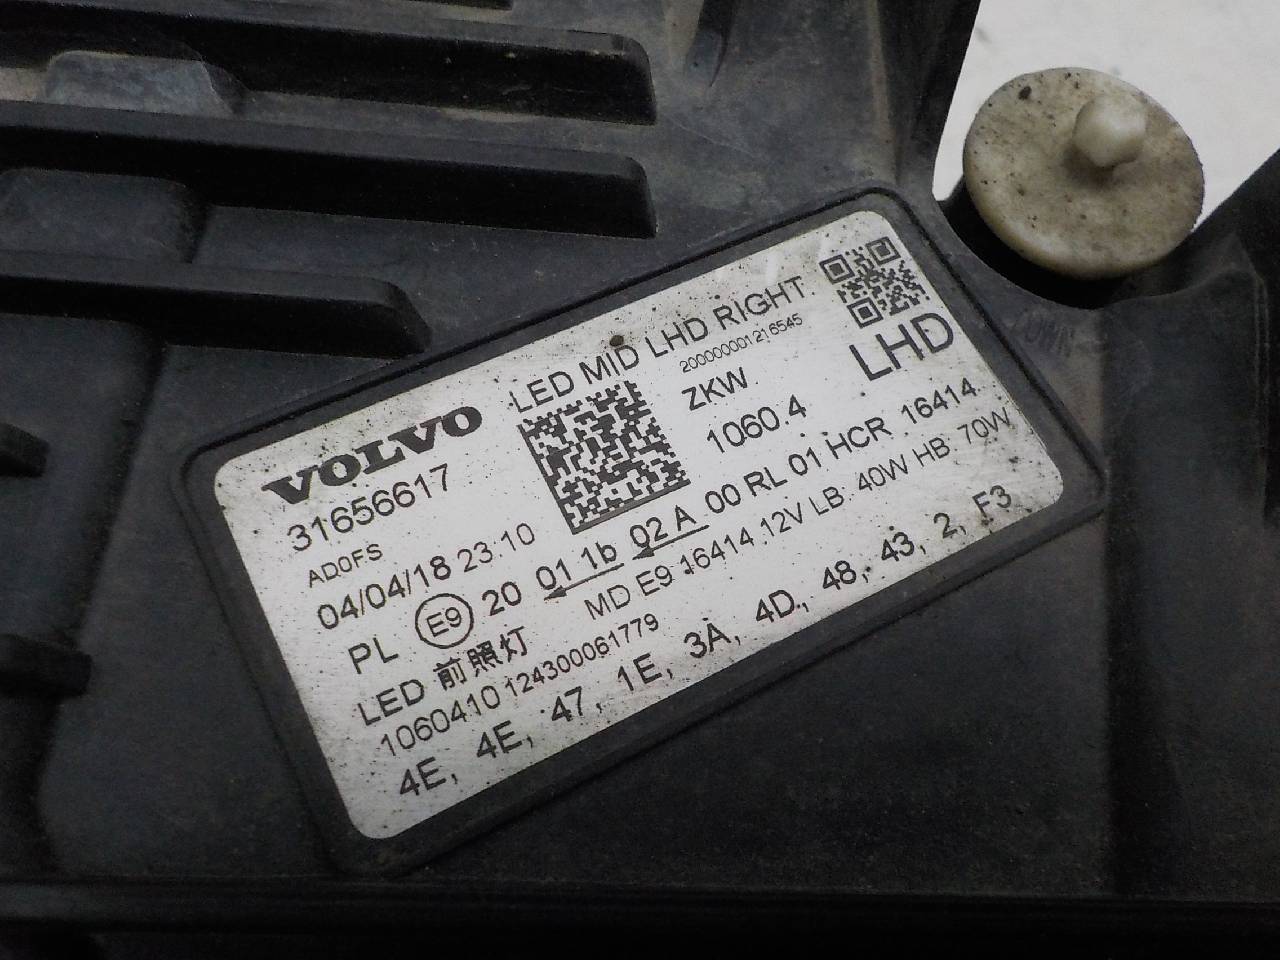 VOLVO
LED MID LHD RIGHT
31656617
200000001216545
ZKW
LHD
AD0FS
1060.4
04/04/18 23:10
PL E9 20 01 1b 02 A 00 RL 01 HCR 16414
LED 前照灯 MD E9 16414 12V LB: 40W HB: 70W
1060410 124300061779
4E, 4E, 47, 1E, 3A, 4D, 48, 43, 2, F3